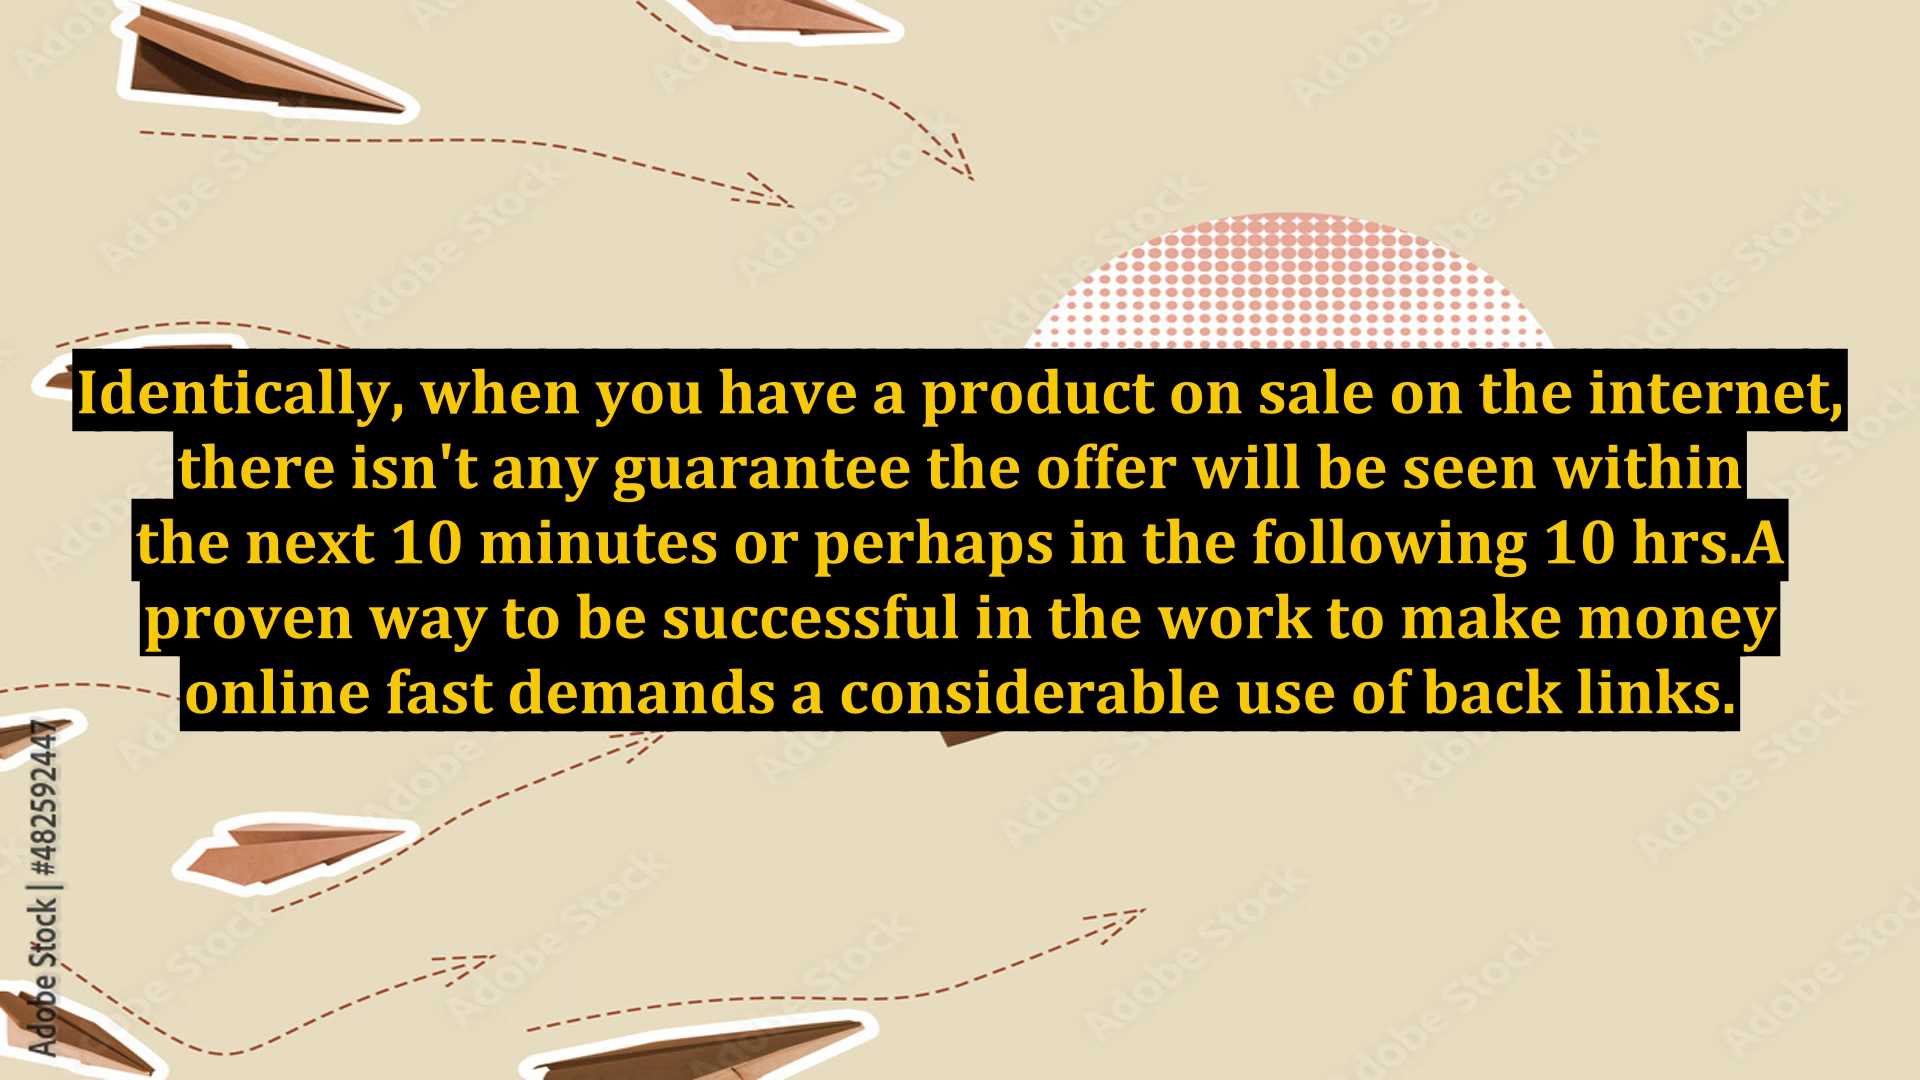 Identically, when you have a product on sale on the internet,
there isn't any guarantee the offer will be seen within
the next 10 minutes or perhaps in the following 10 hrs.A
proven way to be successful in the work to make money
online fast demands a considerable use of back links.
Adobe Stock | #482592447